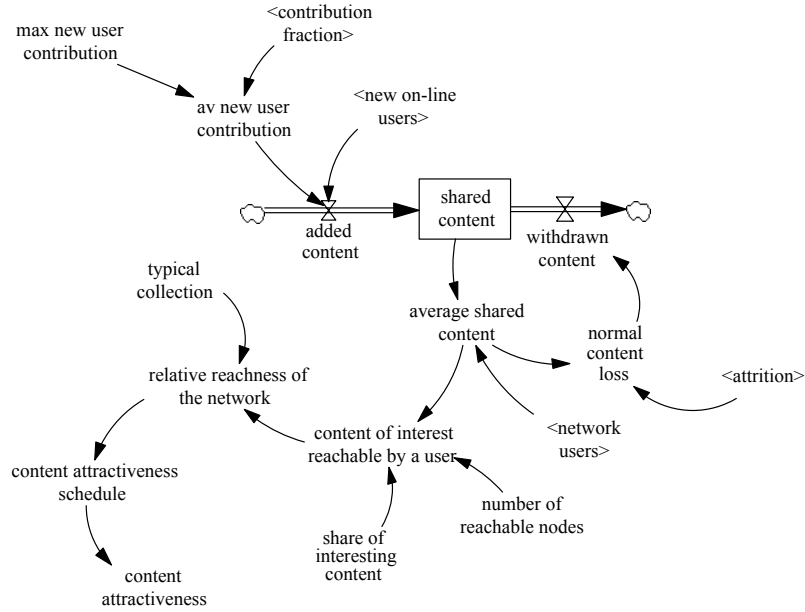 <contribution
fraction>
max new user
contribution
<new on-line
users>
av new user
contribution
shared
content
added
content
withdrawn
content
typical
collection
average shared
content
normal
content
loss
<attrition>
relative reachness of
the network
<network
users>
content of interest
reachable by a user
content attractiveness
schedule
number of
reachable nodes
share of
interesting
content
content
attractiveness